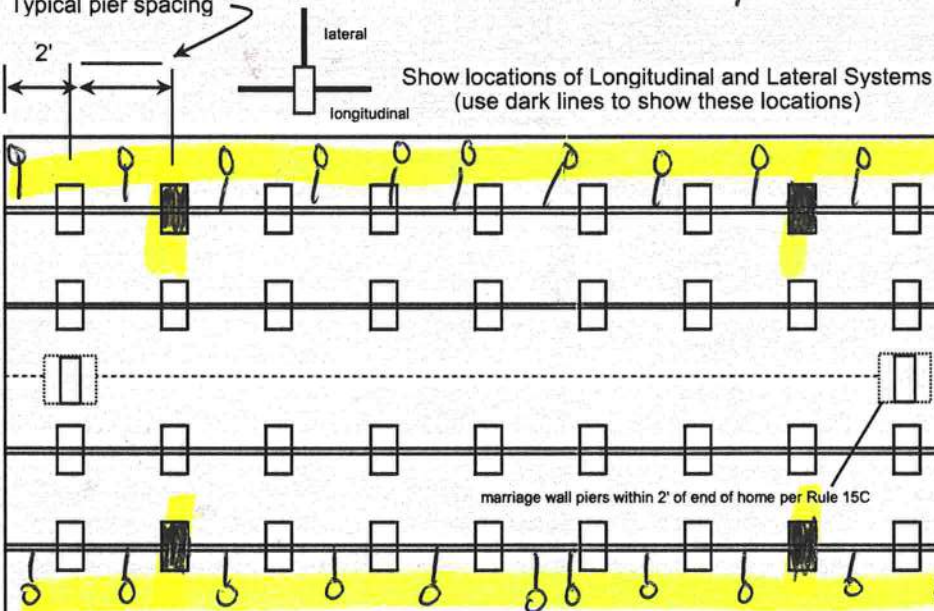 Typical pier spacing
2'
lateral
longitudinal
Show locations of Longitudinal and Lateral Systems
(use dark lines to show these locations)
marriage wall piers within 2' of end of home per Rule 15C